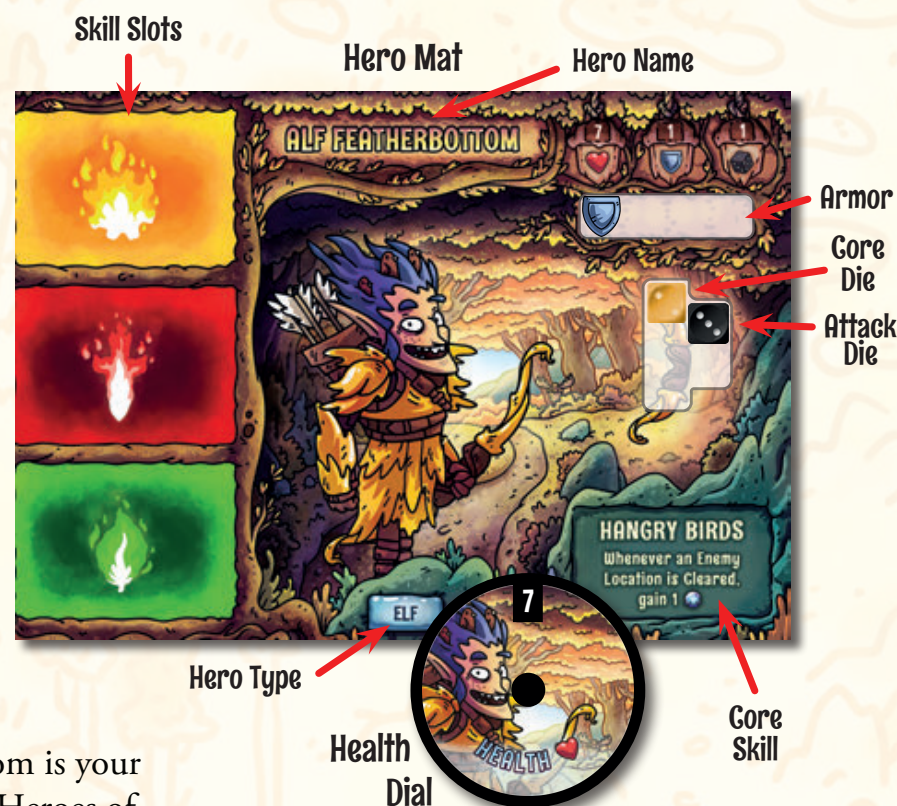 Skill Slots
Hero Mat
Hero Name
ALF FEATHERBOTTOM
7 1 1
Armor
Core
Die
Attack
Die
HANGRY BIRDS
Whenever an Enemy
Location is Cleared,
gain 1
ELF
7
HEALTH
Hero Type
Core
Skill
Health
Dial
om is your
Heroes of